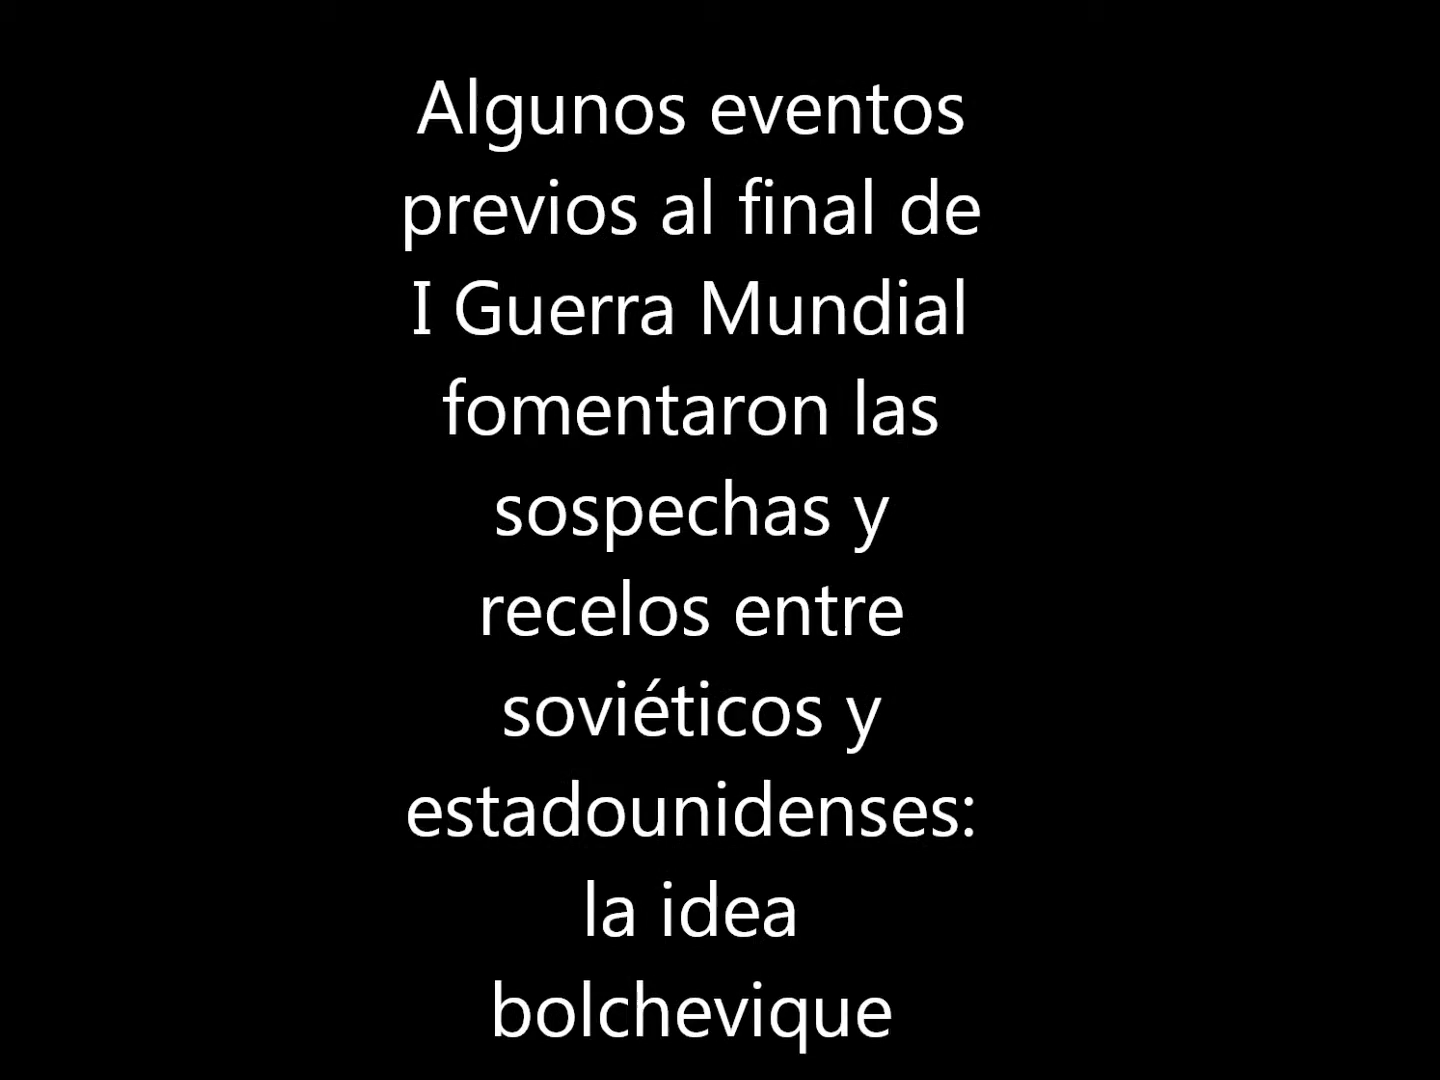 Algunos eventos
previos al final de
I Guerra Mundial
fomentaron las
sospechas y
recelos entre
soviéticos y
estadounidenses:
la idea
bolchevique